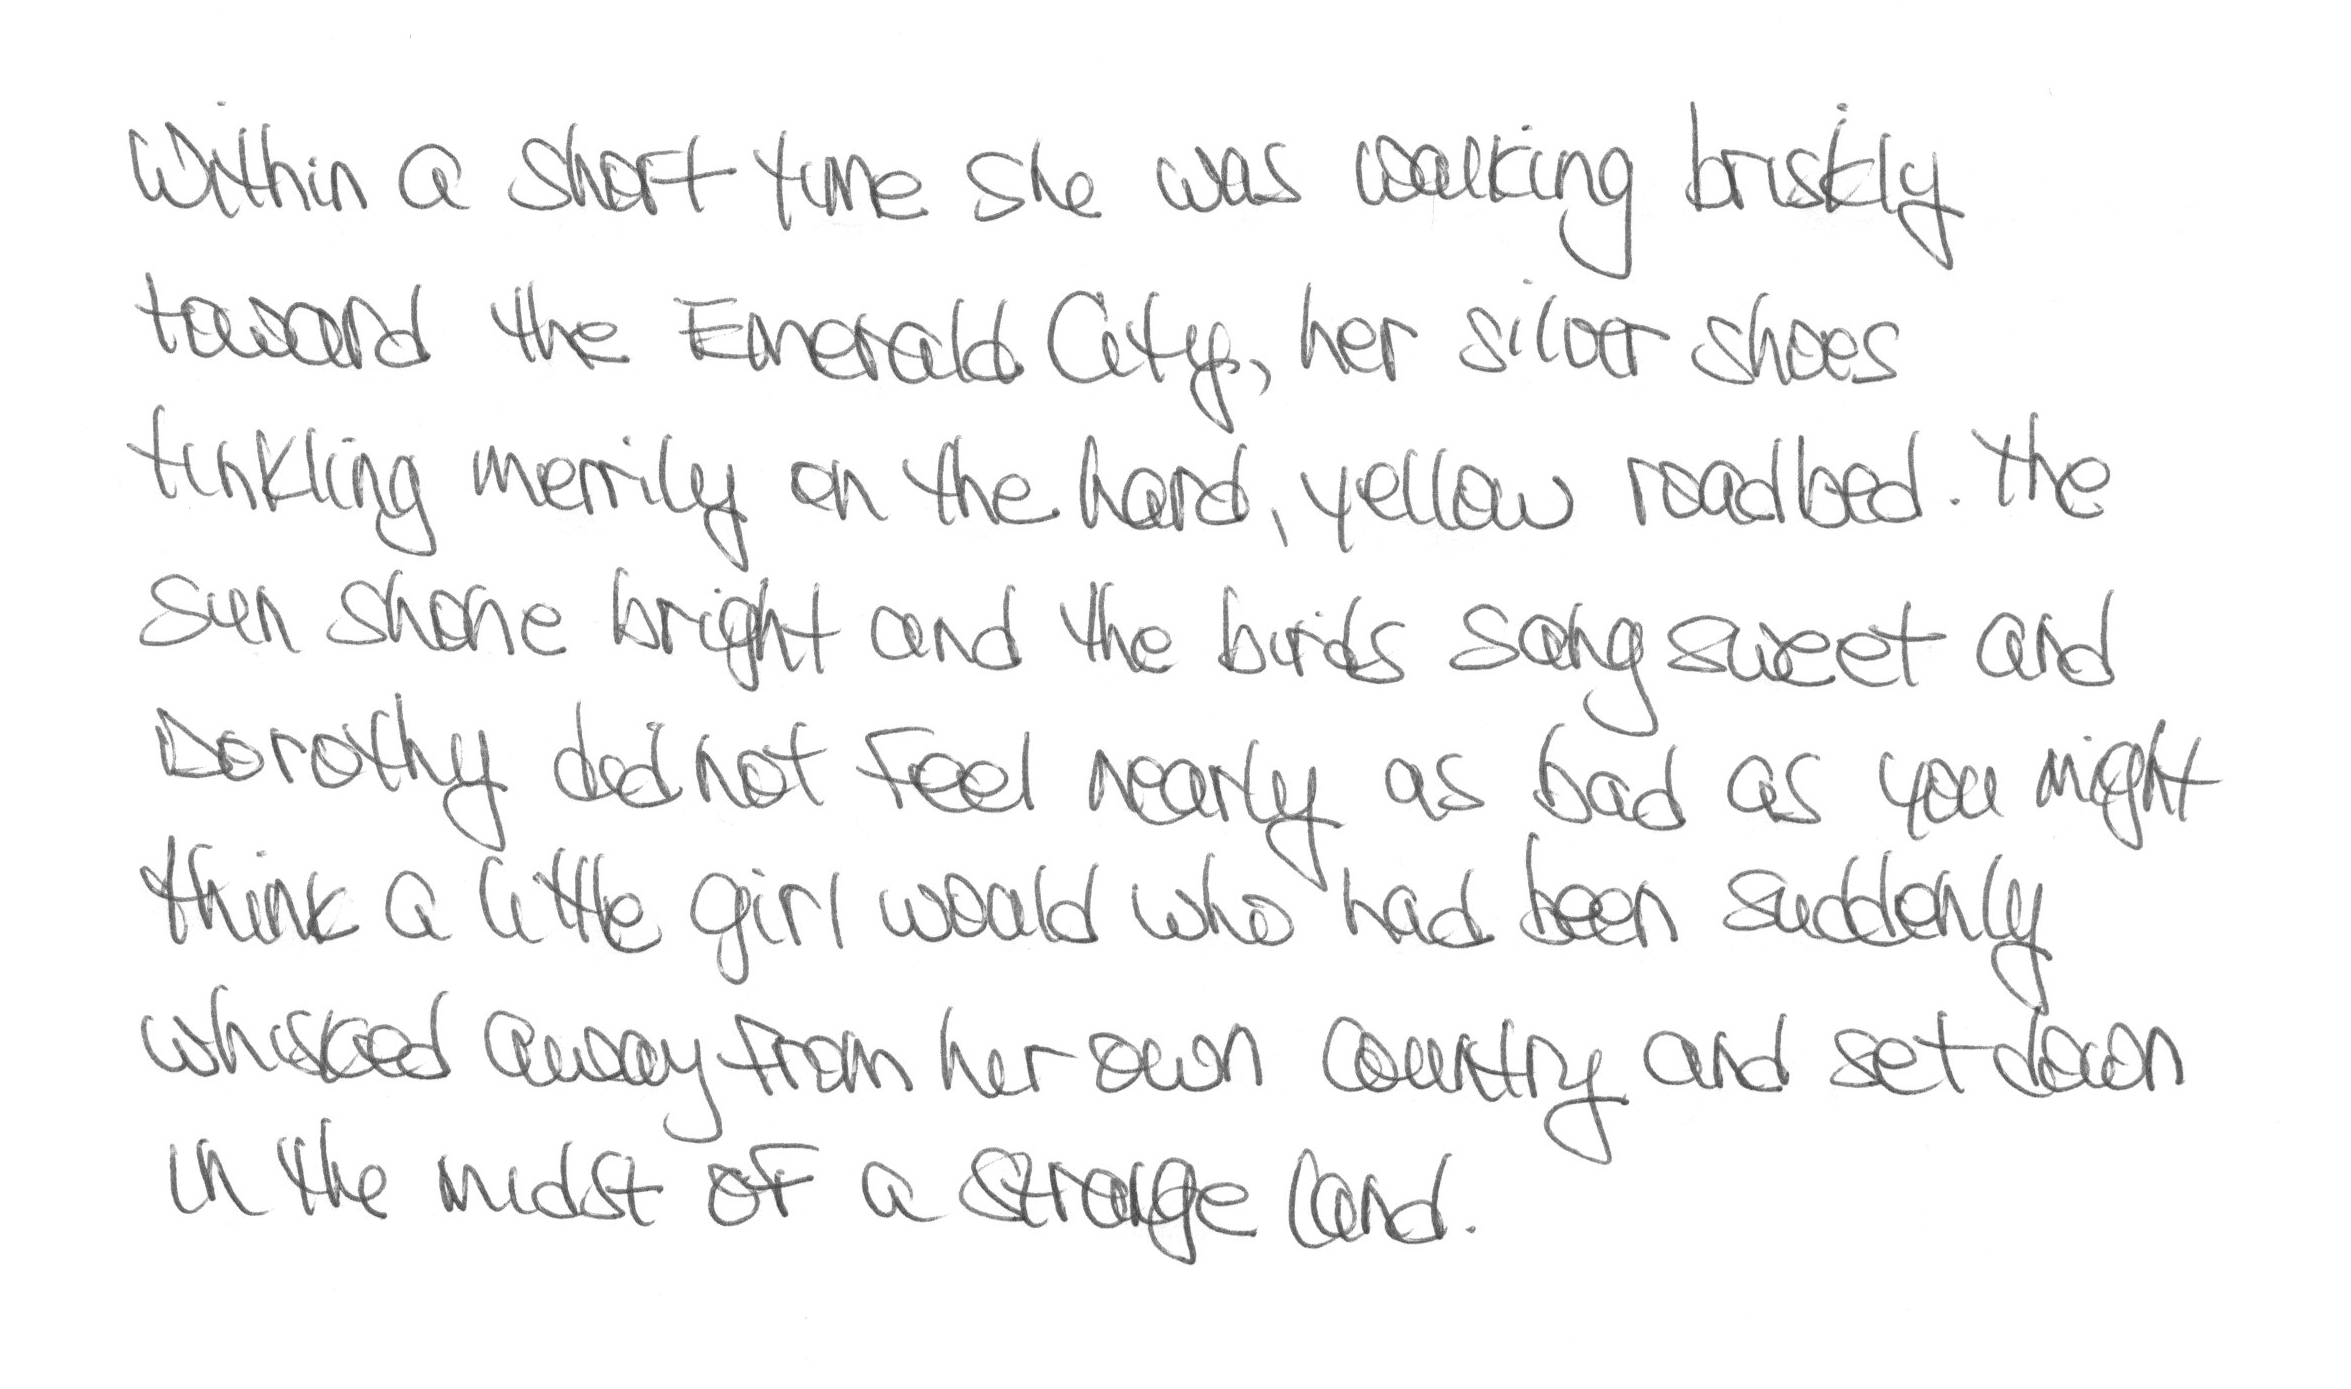 Within a short time she was walking briskly
toward the Emerald City, her silver shoes
tinkling merrily on the hard, yellow roadbed. The
sun shone bright and the birds sang sweet and
Dorothy did not feel nearly as bad as you might
think a little girl would who had been suddenly
whisked away from her own country and set down
in the midst of a strange land.